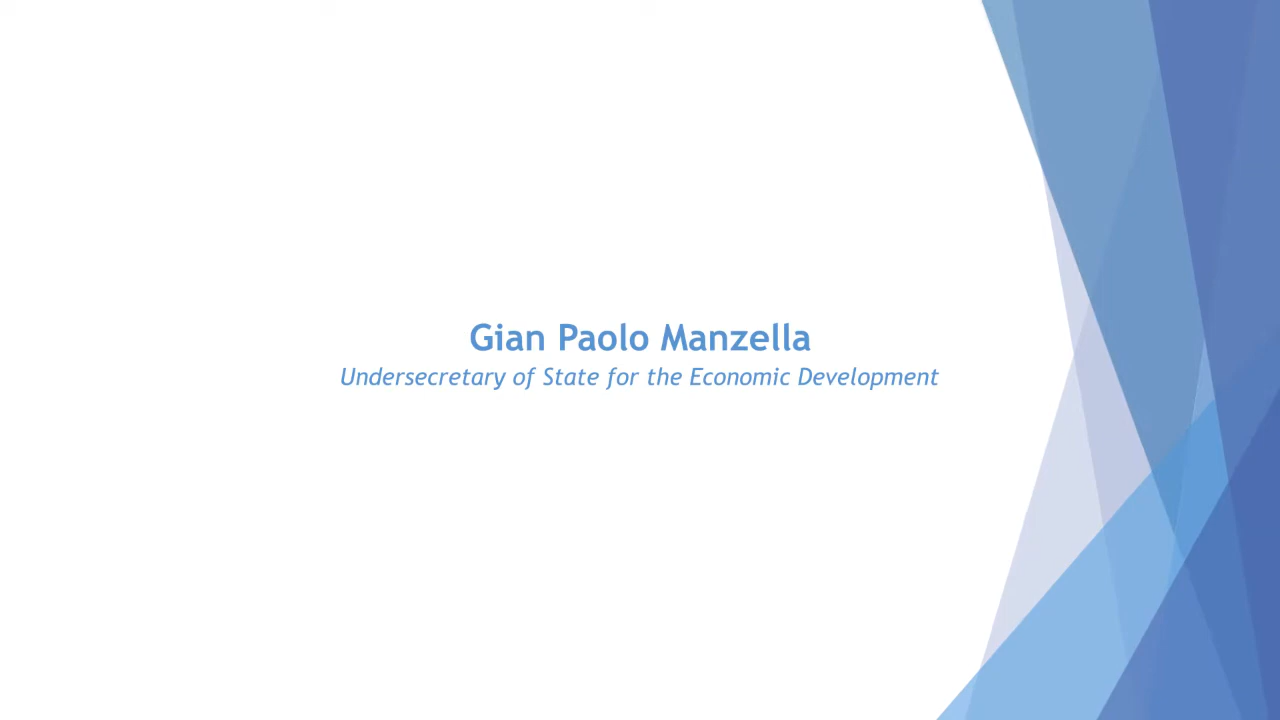 Gian Paolo Manzella
Undersecretary of State for the Economic Development